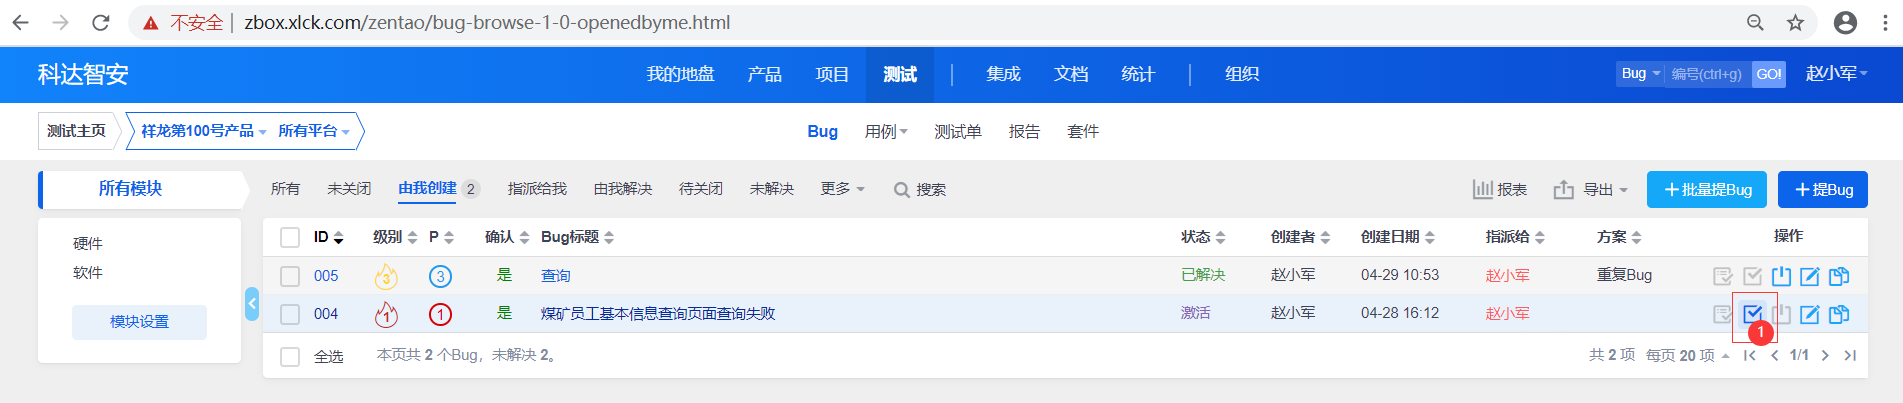 不安全 zbox.xlck.com/zentao/bug-browse-1-0-openedbyme.html
科达智安 我的地盘 产品 项目 测试 集成 文档 统计 组织 Bug 编号(ctrl+g) GO! 赵小军
测试主页 祥龙第100号产品 所有平台 Bug 用例 测试单 报告 套件
所有模块 所有 未关闭 由我创建 2 指派给我 由我解决 待关闭 未解决 更多 搜索 报表 导出 +批量提Bug +提Bug
硬件
软件
模块设置
ID 级别 P 确认 Bug标题 状态 创建者 创建日期 指派给 方案 操作
005 3 3 是 查询 已解决 赵小军 04-29 10:53 赵小军 重复Bug
004 1 1 是 煤矿员工基本信息查询页面查询失败 激活 赵小军 04-28 16:12 赵小军
1
全选 本页共 2 个Bug，未解决 2。 共 2 项 每页 20 项 1/1